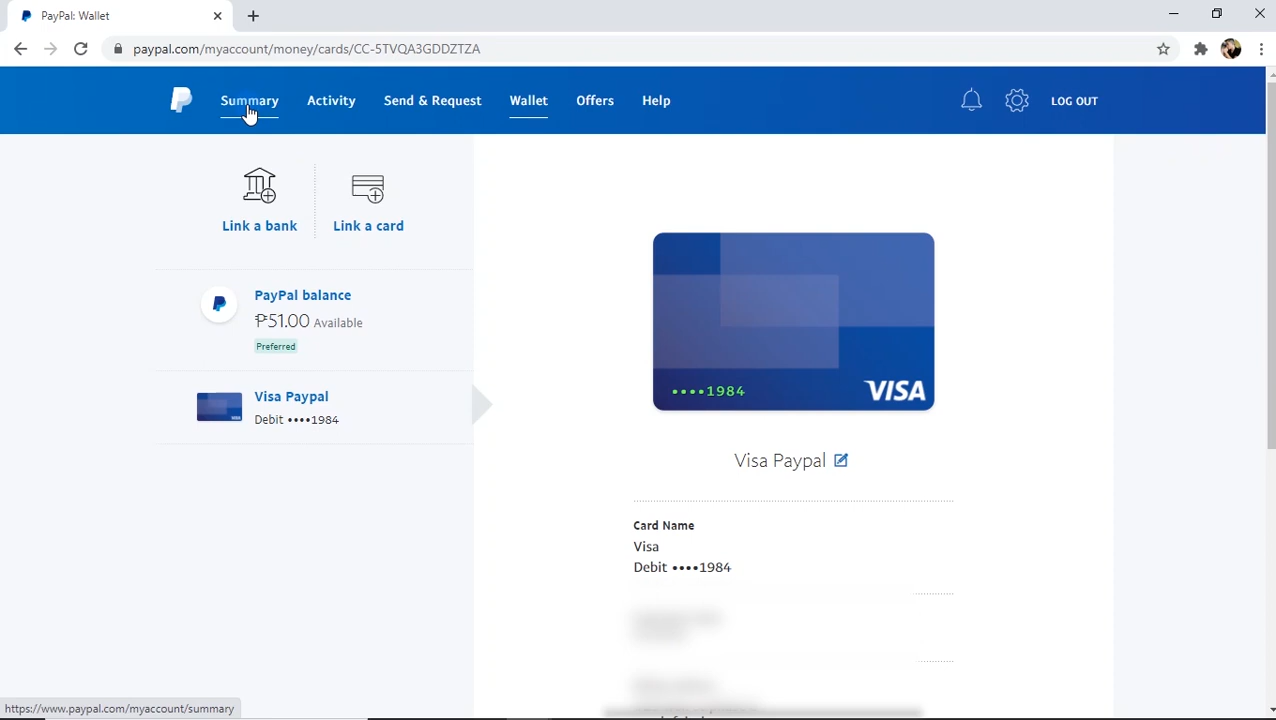 PayPal: Wallet
paypal.com/myaccount/money/cards/CC-5TVQA3GDDZTZA
Summary
Activity
Send & Request
Wallet
Offers
Help
LOG OUT
Link a bank
Link a card
PayPal balance
₱51.00 Available
Preferred
Visa Paypal
Debit ••••1984
••••1984
VISA
Visa Paypal
Card Name
Visa
Debit ••••1984
https://www.paypal.com/myaccount/summary